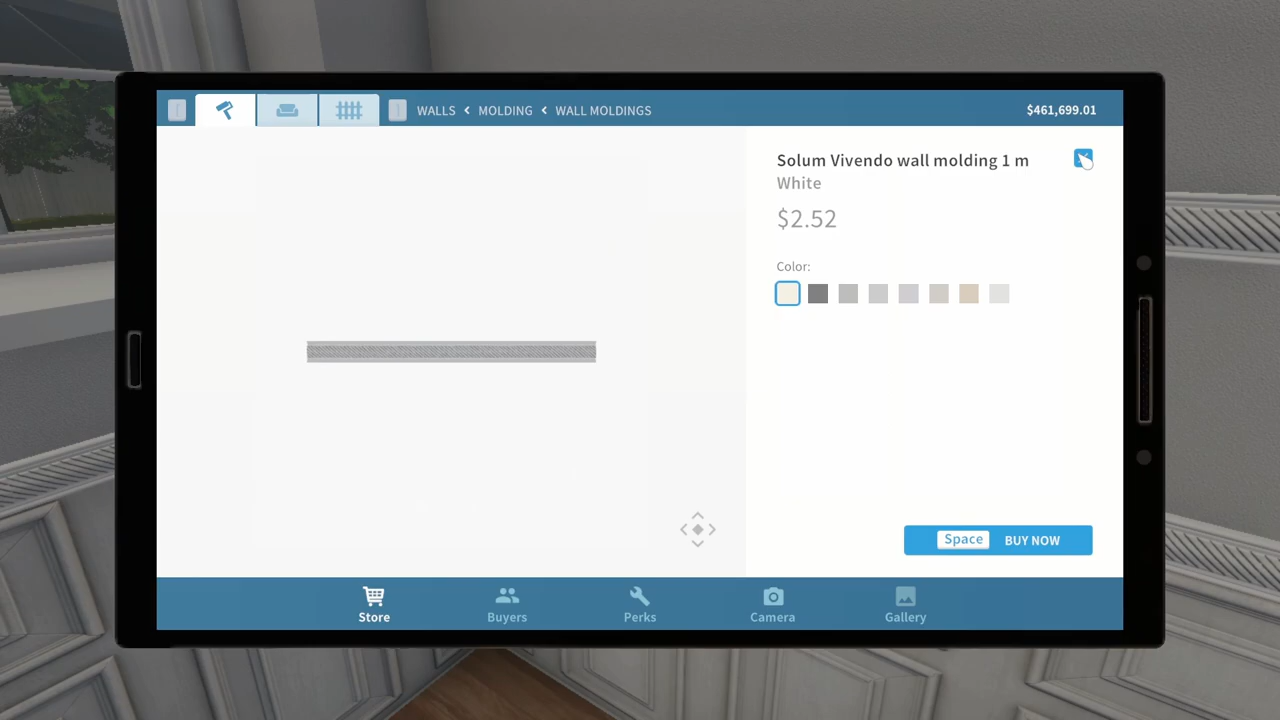 WALLS < MOLDING < WALL MOLDINGS
$461,699.01
Solum Vivendo wall molding 1 m
White
$2.52
Color:
Space BUY NOW
Store
Buyers
Perks
Camera
Gallery